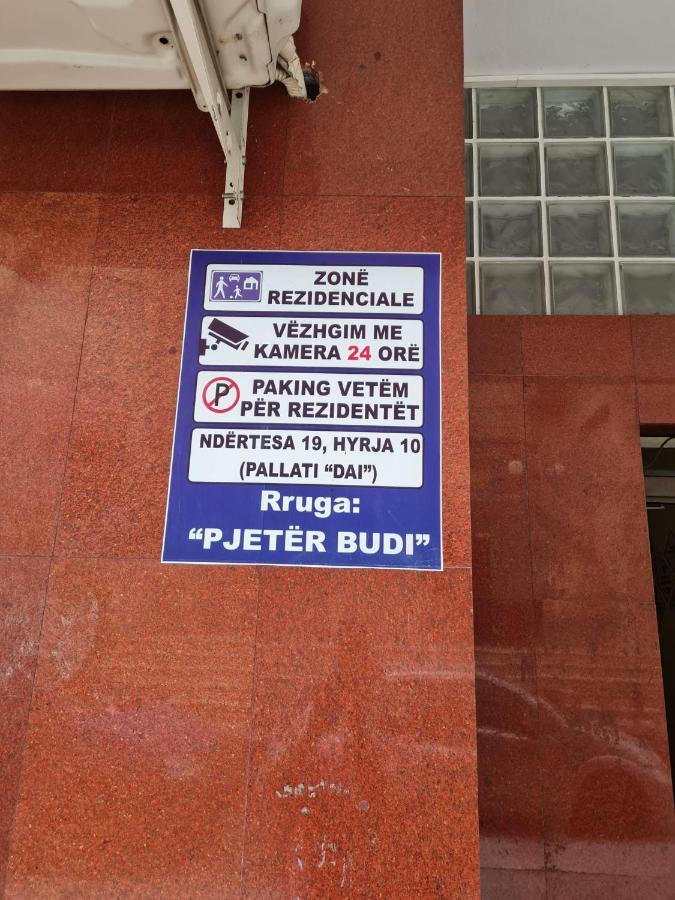 ZONË
REZIDENCIALE
VËZHGIM ME
KAMERA 24 ORË
P
PAKING VETËM
PËR REZIDENTËT
NDËRTESA 19, HYRJA 10
(PALLATI “DAI”)
Rruga:
“PJETËR BUDI”